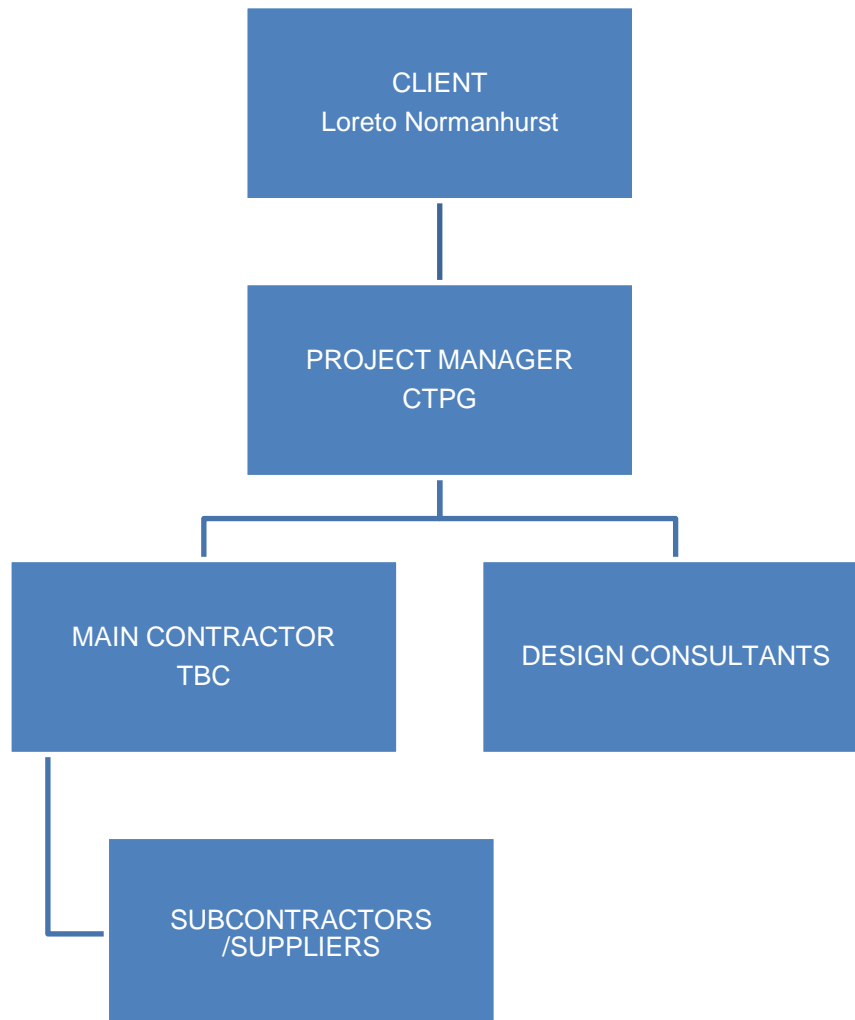 CLIENT
Loreto Normanhurst
PROJECT MANAGER
CTPG
MAIN CONTRACTOR
TBC
DESIGN CONSULTANTS
SUBCONTRACTORS
/SUPPLIERS